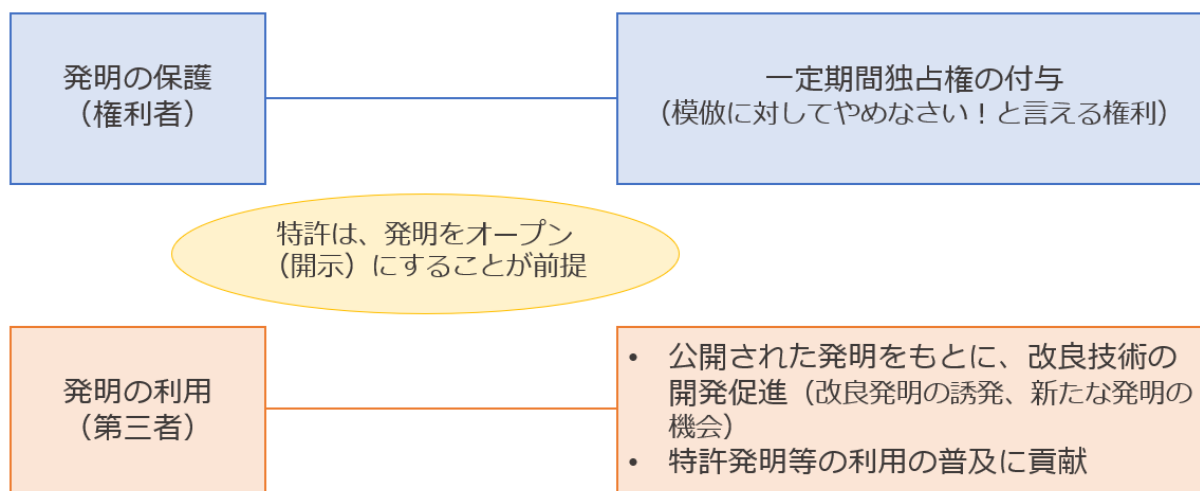 発明の保護
（権利者）
一定期間独占権の付与
（模倣に対してやめなさい！と言える権利）
特許は、発明をオープン
（開示）にすることが前提
発明の利用
（第三者）
• 公開された発明をもとに、改良技術の
開発促進（改良発明の誘発、新たな発明の
機会）
• 特許発明等の利用の普及に貢献